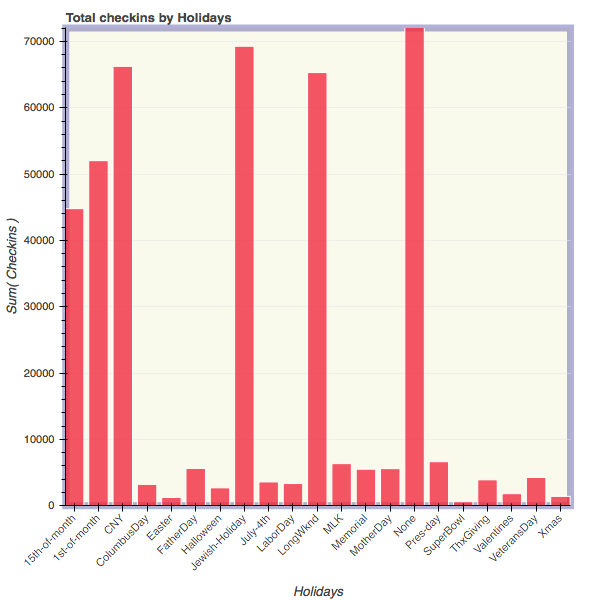 Total checkins by Holidays
70000
60000
50000
40000
30000
20000
10000
0
Sum( Checkins )
15th-of-month
1st-of-month
CNY
ColumbusDay
Easter
FatherDay
Halloween
Jewish-Holiday
July-4th
LaborDay
LongWknd
MLK
Memorial
MotherDay
None
Pres-day
SuperBowl
ThxGiving
Valentines
VeteransDay
Xmas
Holidays